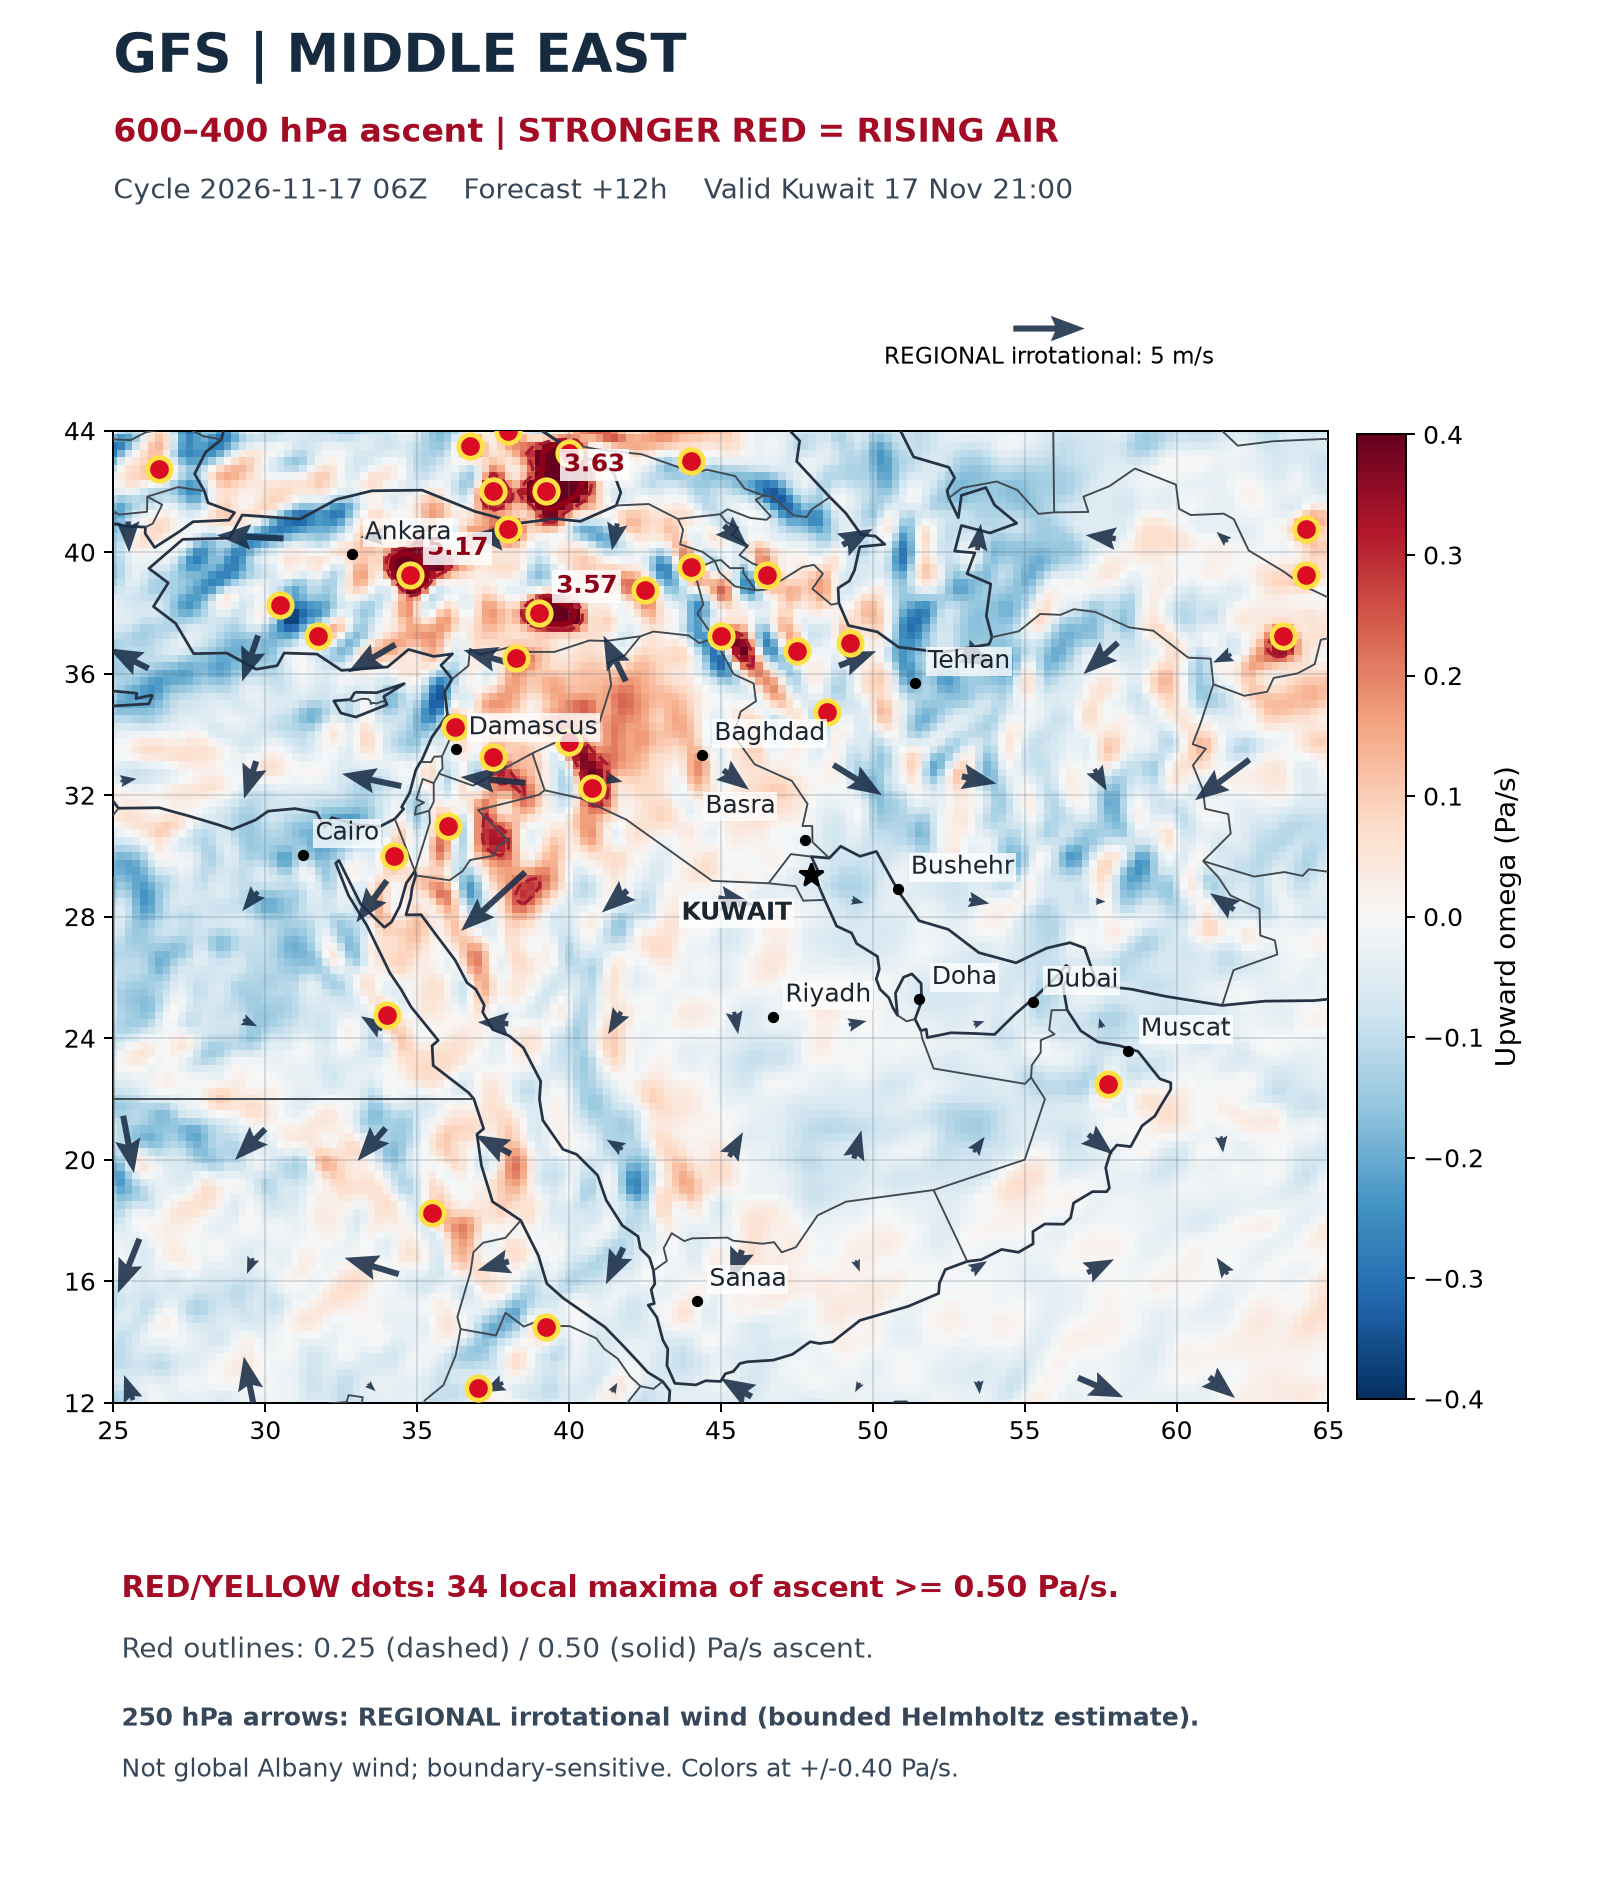 GFS | MIDDLE EAST
600–400 hPa ascent | STRONGER RED = RISING AIR
Cycle 2026-11-17 06Z    Forecast +12h    Valid Kuwait 17 Nov 21:00
REGIONAL irrotational: 5 m/s
44
40
36
32
28
24
20
16
12
25
30
35
40
45
50
55
60
65
3.63
Ankara
3.57
Tehran
Damascus
Baghdad
Basra
Cairo
Bushehr
KUWAIT
Riyadh
Doha
Dubai
Muscat
Sanaa
0.4
0.3
0.2
0.1
0.0
−0.1
−0.2
−0.3
−0.4
Upward omega (Pa/s)
RED/YELLOW dots: 34 local maxima of ascent >= 0.50 Pa/s.
Red outlines: 0.25 (dashed) / 0.50 (solid) Pa/s ascent.
250 hPa arrows: REGIONAL irrotational wind (bounded Helmholtz estimate).
Not global Albany wind; boundary-sensitive. Colors at +/-0.40 Pa/s.